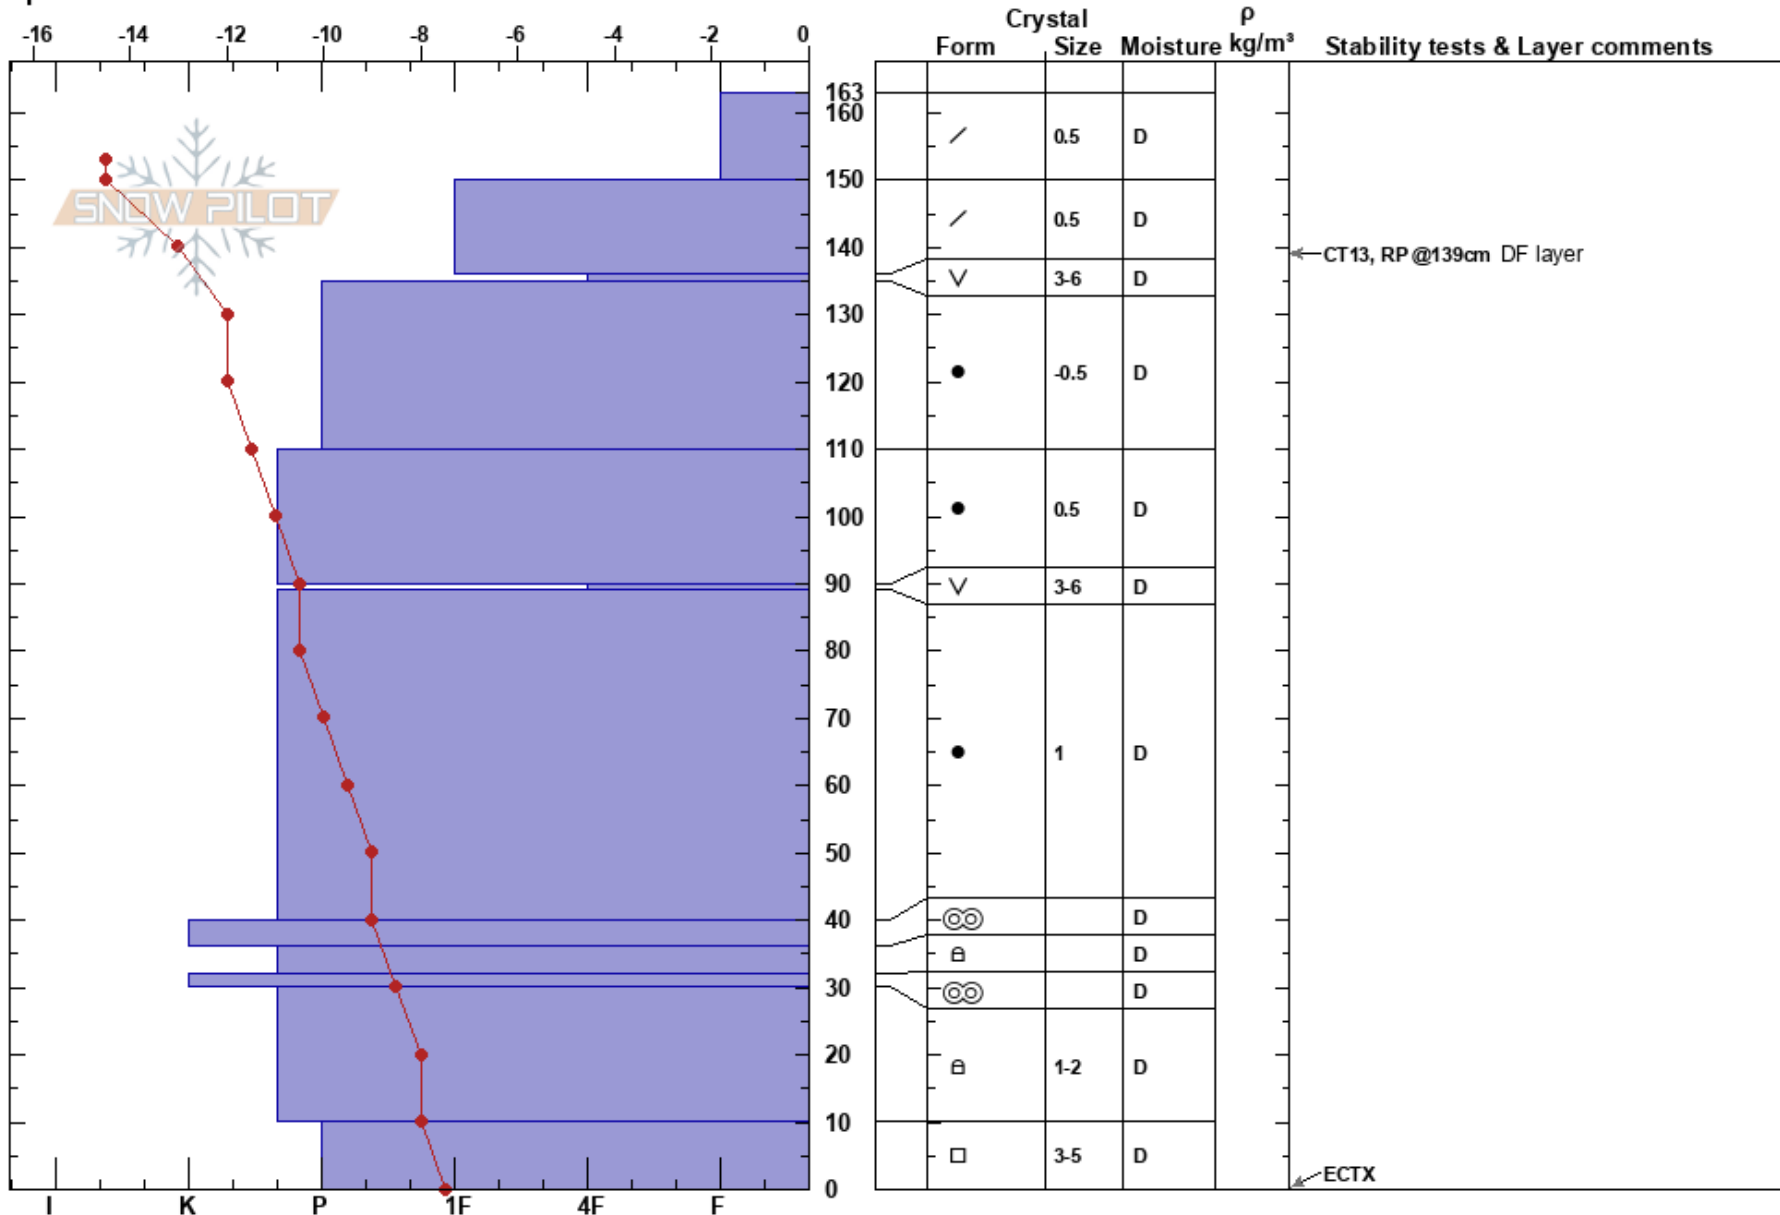 Crystal ρ
-16 -14 -12 -10 -8 -6 -4 -2 0 Form Size Moisture kg/m³ Stability tests & Layer comments
163
160
0.5 D
150
SNOW PILOT
0.5 D
140 CT13, RP @139cm DF layer
3-6 D
130
-0.5 D
120
110
0.5 D
100
90 3-6 D
80
70
1 D
60
50
40 D
D
30 D
20
1-2 D
10
3-5 D
ECTX
0
I K P 1F 4F F